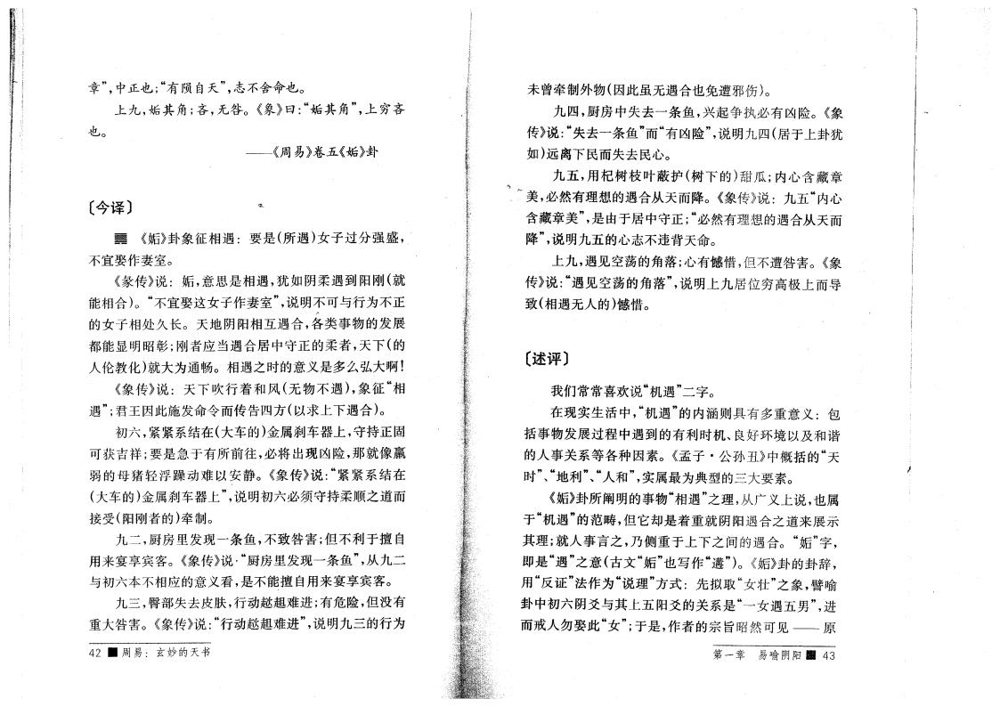 章”，中正也；“有陨自天”，志不舍命也。
上九，姤其角；吝，无咎。《象》曰：“姤其角”，上穷吝
也。
——《周易》卷五《姤》卦
〔今译〕
《姤》卦象征相遇：要是(所遇)女子过分强盛，
不宜娶作妻室。
《彖传》说：姤，意思是相遇，犹如阴柔遇到阳刚(就
能相合)。“不宜娶这女子作妻室”，说明不可与行为不正
的女子相处久长。天地阴阳相互遇合，各类事物的发展
都能显明昭彰；刚者应当遇合居中守正的柔者，天下(的
人伦教化)就大为通畅。相遇之时的意义是多么弘大啊！
《象传》说：天下吹行着和风(无物不遇)，象征“相
遇”；君王因此施发命令而传告四方(以求上下遇合)。
初六，紧紧系结在(大车的)金属刹车器上，守持正固
可获吉祥；要是急于有所前往，必将出现凶险，那就像羸
弱的母猪轻浮躁动难以安静。《象传》说：“紧紧系结在
(大车的)金属刹车器上”，说明初六必须守持柔顺之道而
接受(阳刚者的)牵制。
九二，厨房里发现一条鱼，不致咎害；但不利于擅自
用来宴享宾客。《象传》说·“厨房里发现一条鱼”，从九二
与初六本不相应的意义看，是不能擅自用来宴享宾客。
九三，臀部失去皮肤，行动趑趄难进；有危险，但没有
重大咎害。《象传》说：“行动趑趄难进”，说明九三的行为
42 ■ 周易：玄妙的天书
未曾牵制外物(因此虽无遇合也免遭邪伤)。
九四，厨房中失去一条鱼，兴起争执必有凶险。《象
传》说：“失去一条鱼”而“有凶险”，说明九四(居于上卦犹
如)远离下民而失去民心。
九五，用杞树枝叶蔽护(树下的)甜瓜；内心含藏章
美，必然有理想的遇合从天而降。《象传》说：九五“内心
含藏章美”，是由于居中守正；“必然有理想的遇合从天而
降”，说明九五的心志不违背天命。
上九，遇见空荡的角落；心有憾惜，但不遭咎害。《象
传》说：“遇见空荡的角落”，说明上九居位穷高极上而导
致(相遇无人的)憾惜。
〔述评〕
我们常常喜欢说“机遇”二字。
在现实生活中，“机遇”的内涵则具有多重意义：包
括事物发展过程中遇到的有利时机、良好环境以及和谐
的人事关系等各种因素。《孟子·公孙丑》中概括的“天
时”、“地利”、“人和”，实属最为典型的三大要素。
《姤》卦所阐明的事物“相遇”之理，从广义上说，也属
于“机遇”的范畴，但它却是着重就阴阳遇合之道来展示
其理；就人事言之，乃侧重于上下之间的遇合。“姤”字，
即是“遇”之意(古文“姤”也写作“遘”)。《姤》卦的卦辞，
用“反证”法作为“说理”方式：先拟取“女壮”之象，譬喻
卦中初六阴爻与其上五阳爻的关系是“一女遇五男”，进
而戒人勿娶此“女”；于是，作者的宗旨昭然可见——原
第一章 易喻阴阳 ■ 43